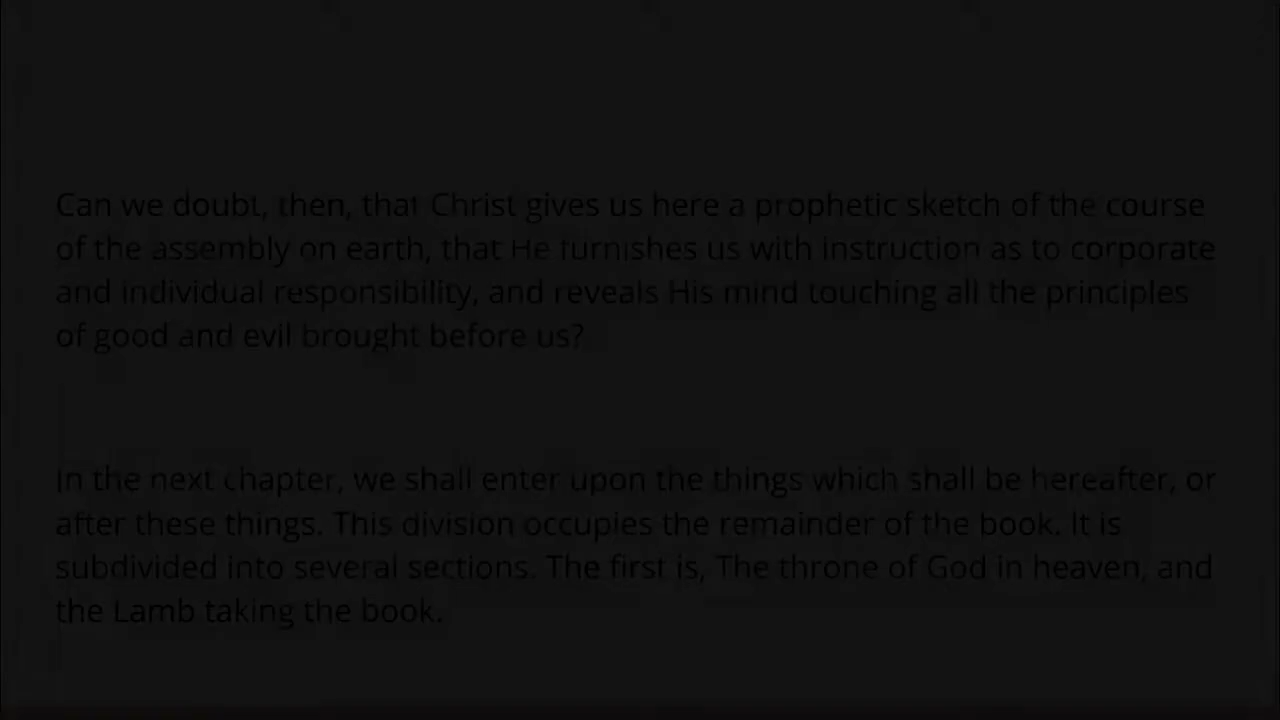 Can we doubt, then, that Christ gives us here a prophetic sketch of the course
of the assembly on earth, that He furnishes us with instruction as to corporate
and individual responsibility, and reveals His mind touching all the principles
of good and evil brought before us?
In the next chapter, we shall enter upon the things which shall be hereafter, or
after these things. This division occupies the remainder of the book. It is
subdivided into several sections. The first is, The throne of God in heaven, and
the Lamb taking the book.